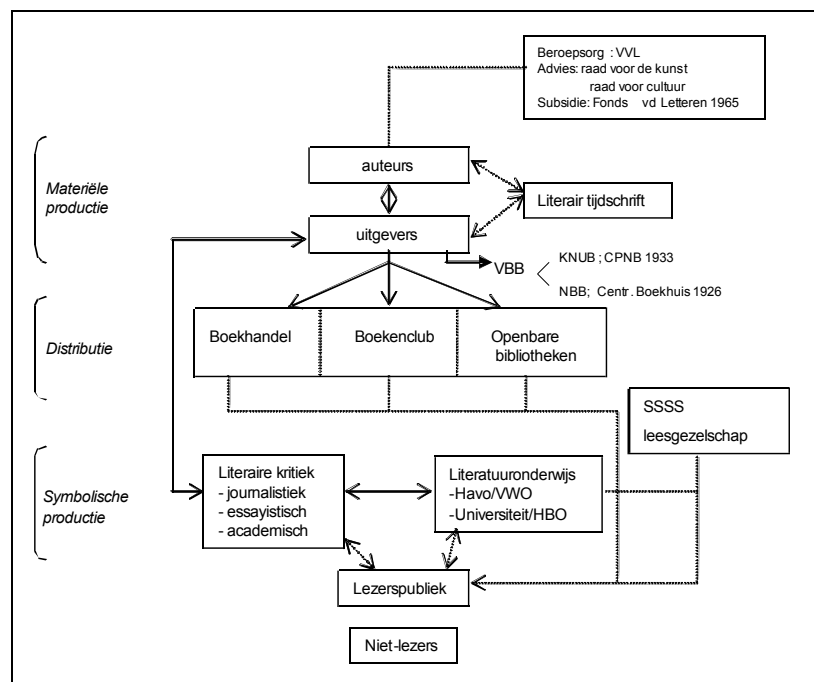 Beroepsorg : VVL
Advies: raad voor de kunst
raad voor cultuur
Subsidie: Fonds vd Letteren 1965
Materiële
productie
auteurs
Literair tijdschrift
uitgevers
VBB
KNUB ; CPNB 1933
NBB; Centr. Boekhuis 1926
Distributie
Boekhandel
Boekenclub
Openbare
bibliotheken
SSSS
leesgezelschap
Symbolische
productie
Literaire kritiek
- journalistiek
- essayistisch
- academisch
Literatuuronderwijs
-Havo/VWO
-Universiteit/HBO
Lezerspubliek
Niet-lezers